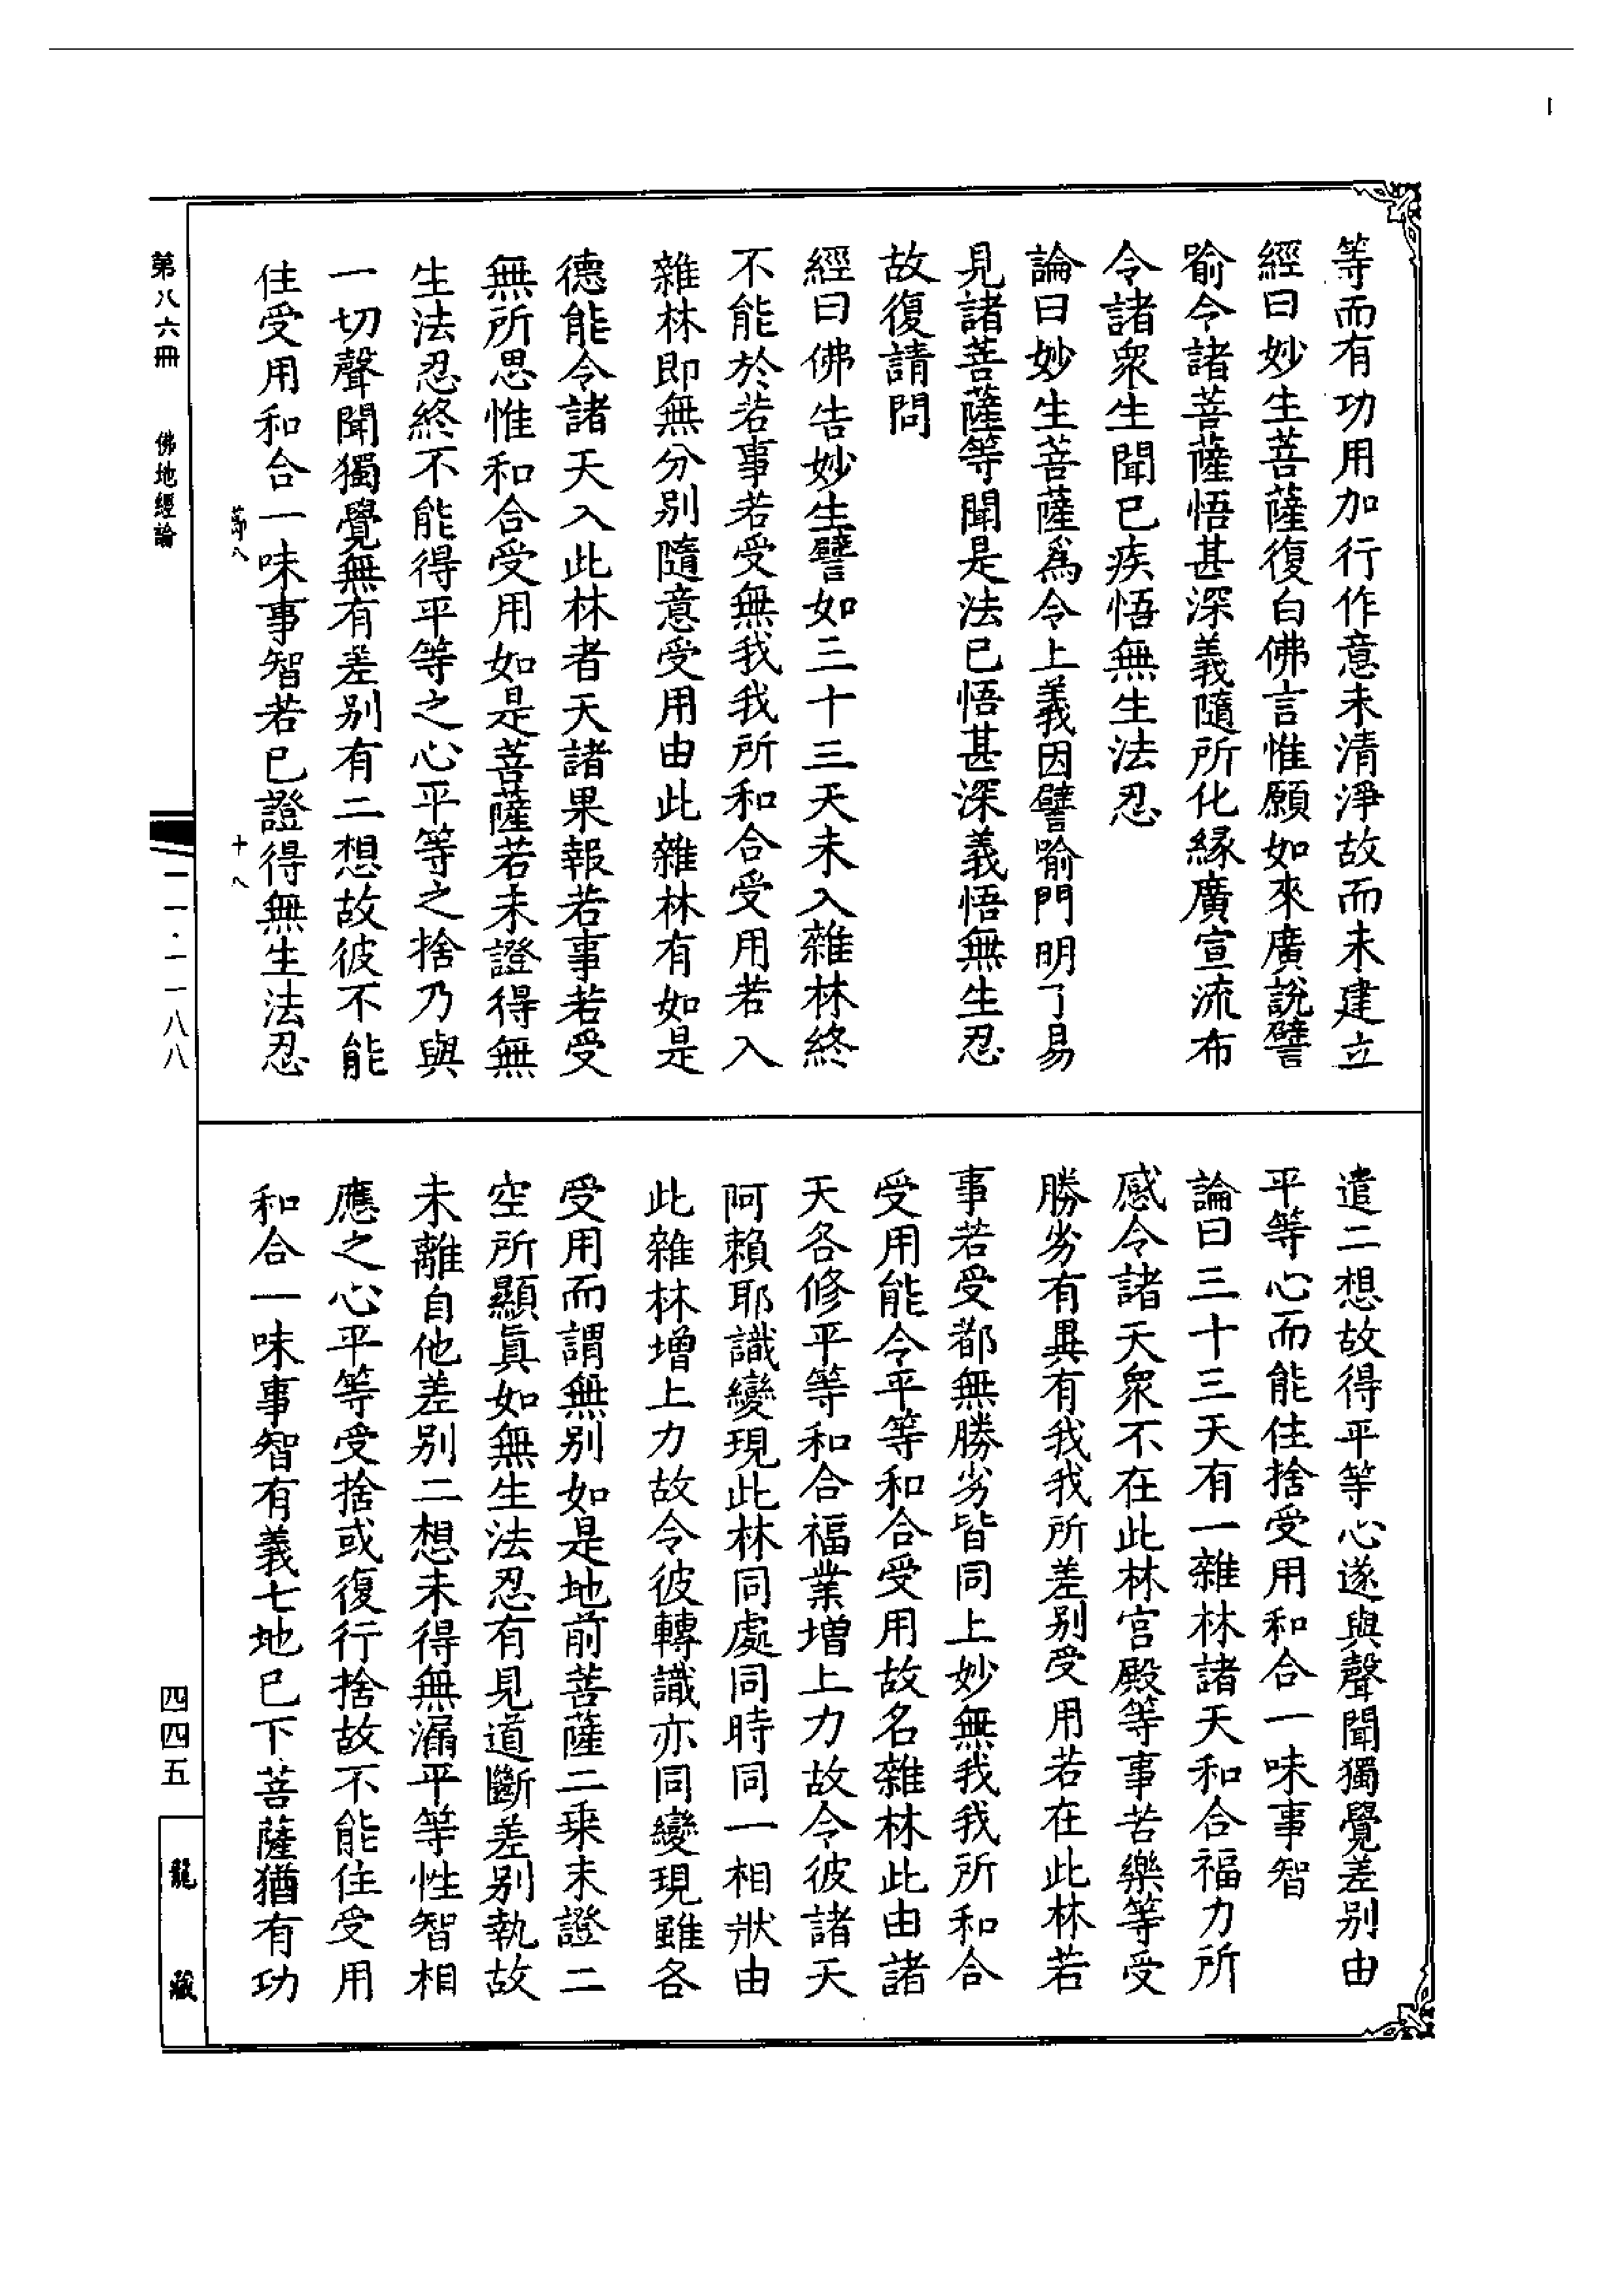 等而有功用加行作意未清淨故而未建立
經曰妙生菩薩復白佛言惟願如來廣說譬
喻令諸菩薩悟甚深義隨所化緣廣宣流布
令諸衆生聞已疾悟無生法忍
論曰妙生菩薩爲令上義因譬喻門明了易
見諸菩薩等聞是法已悟甚深義悟無生忍
故復請問
經曰佛告妙生譬如三十三天未入雜林終
不能於若事若受無我我所和合受用若入
雜林即無分別隨意受用由此雜林有如是
德能令諸天入此林者天諸果報若事若受
無所思惟和合受用如是菩薩若未證得無
生法忍終不能得平等之心平等之捨乃與
一切聲聞獨覺無有差別有二想故彼不能
住受用和合一味事智若已證得無生法忍
節八
十八
遣二想故得平等心遂與聲聞獨覺差別由
平等心而能住捨受用和合一味事智
論曰三十三天有一雜林諸天和合福力所
感令諸天衆不在此林宮殿等事苦樂等受
勝劣有異有我我所差別受用若在此林若
事若受都無勝劣皆同上妙無我我所和合
受用能令平等和合受用故名雜林此由諸
天各修平等和合福業增上力故令彼諸天
阿賴耶識變現此林同處同時同一相狀由
此雜林增上力故令彼轉識亦同變現雖各
受用而謂無別如是地前菩薩二乘未證二
空所顯眞如無生法忍有見道斷差別執故
未離自他差別二想未得無漏平等性智相
應之心平等受捨或復行捨故不能住受用
和合一味事智有義七地已下菩薩猶有功
第八六冊
佛地經論
一一·一一八八
四四五
龍藏